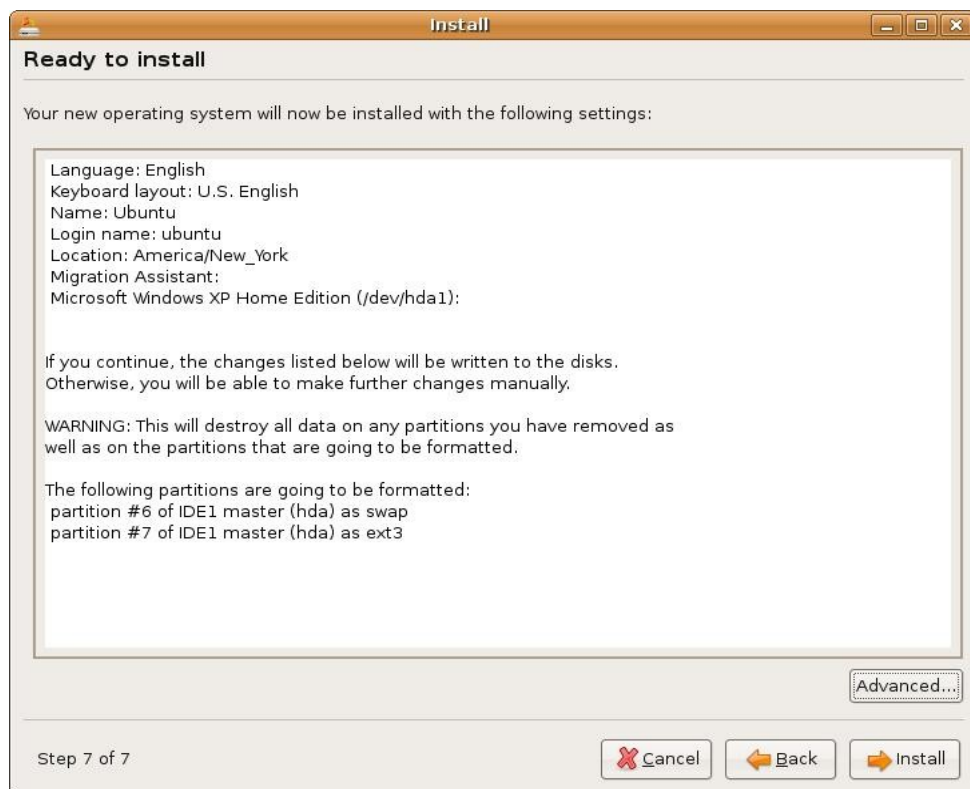 Install
Ready to install
Your new operating system will now be installed with the following settings:
Language: English
Keyboard layout: U.S. English
Name: Ubuntu
Login name: ubuntu
Location: America/New_York
Migration Assistant:
Microsoft Windows XP Home Edition (/dev/hda1):
If you continue, the changes listed below will be written to the disks.
Otherwise, you will be able to make further changes manually.
WARNING: This will destroy all data on any partitions you have removed as
well as on the partitions that are going to be formatted.
The following partitions are going to be formatted:
partition #6 of IDE1 master (hda) as swap
partition #7 of IDE1 master (hda) as ext3
Advanced...
Step 7 of 7
Cancel
Back
Install